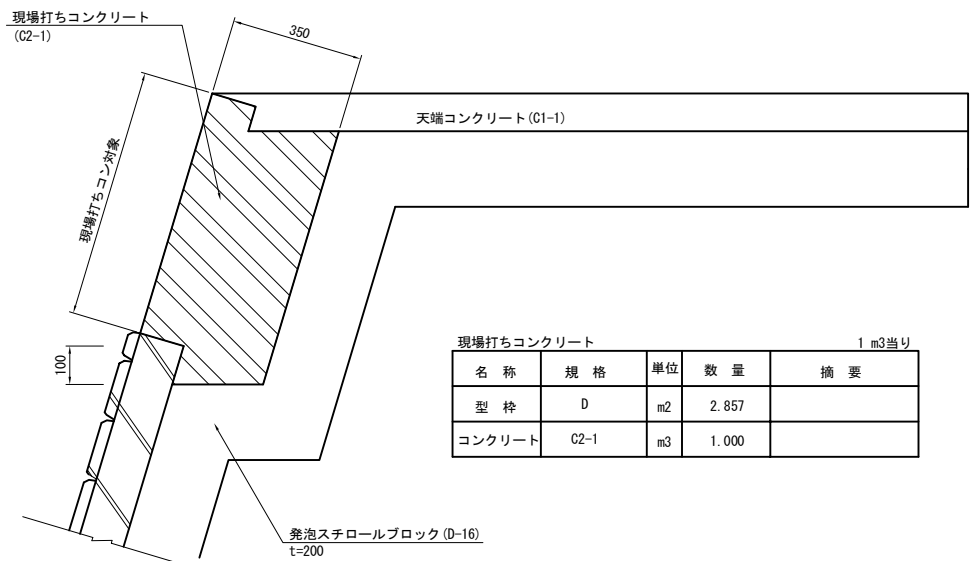 現場打ちコンクリート
(C2-1)
350
天端コンクリート(C1-1)
現場打ちコン対象
100
現場打ちコンクリート 1 m3当り
名 称 規 格 単位 数 量 摘 要
型 枠 D m2 2.857
コンクリート C2-1 m3 1.000
発泡スチロールブロック(D-16)
t=200